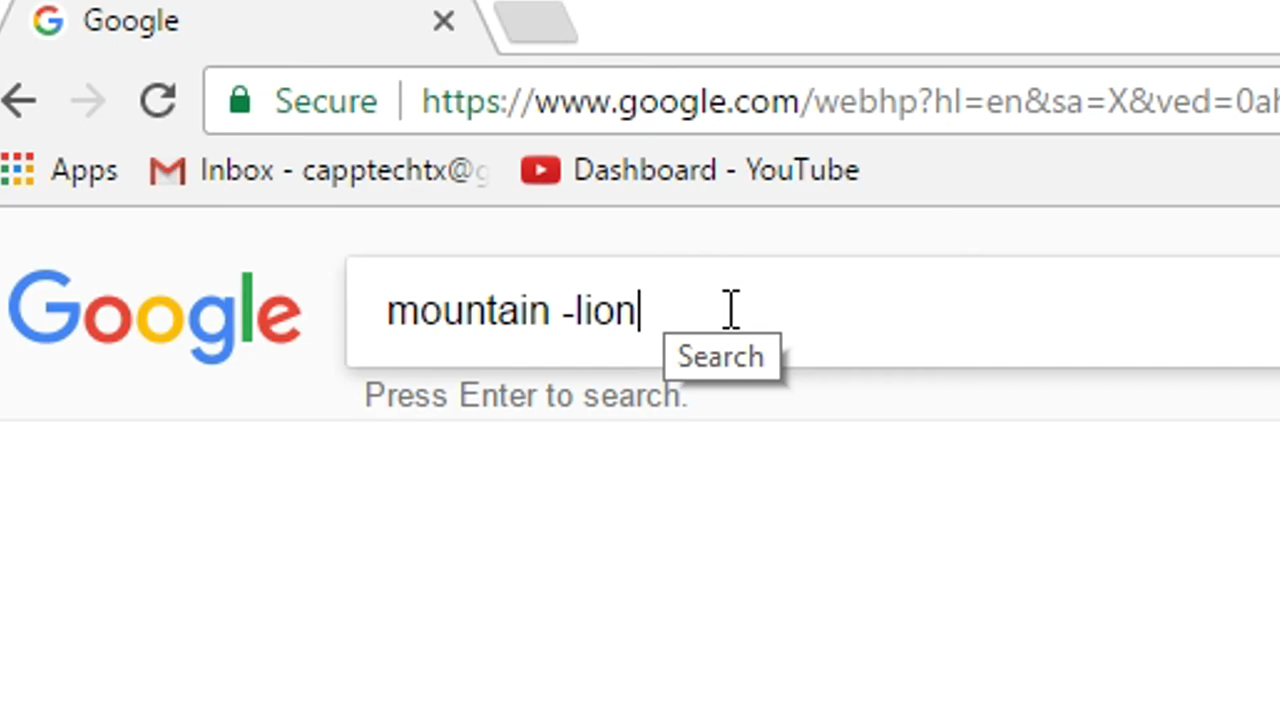 Google
Secure https://www.google.com/webhp?hl=en&sa=X&ved=0ah
Apps Inbox - capptechtx@g Dashboard - YouTube
Google mountain -lion
Search
Press Enter to search.